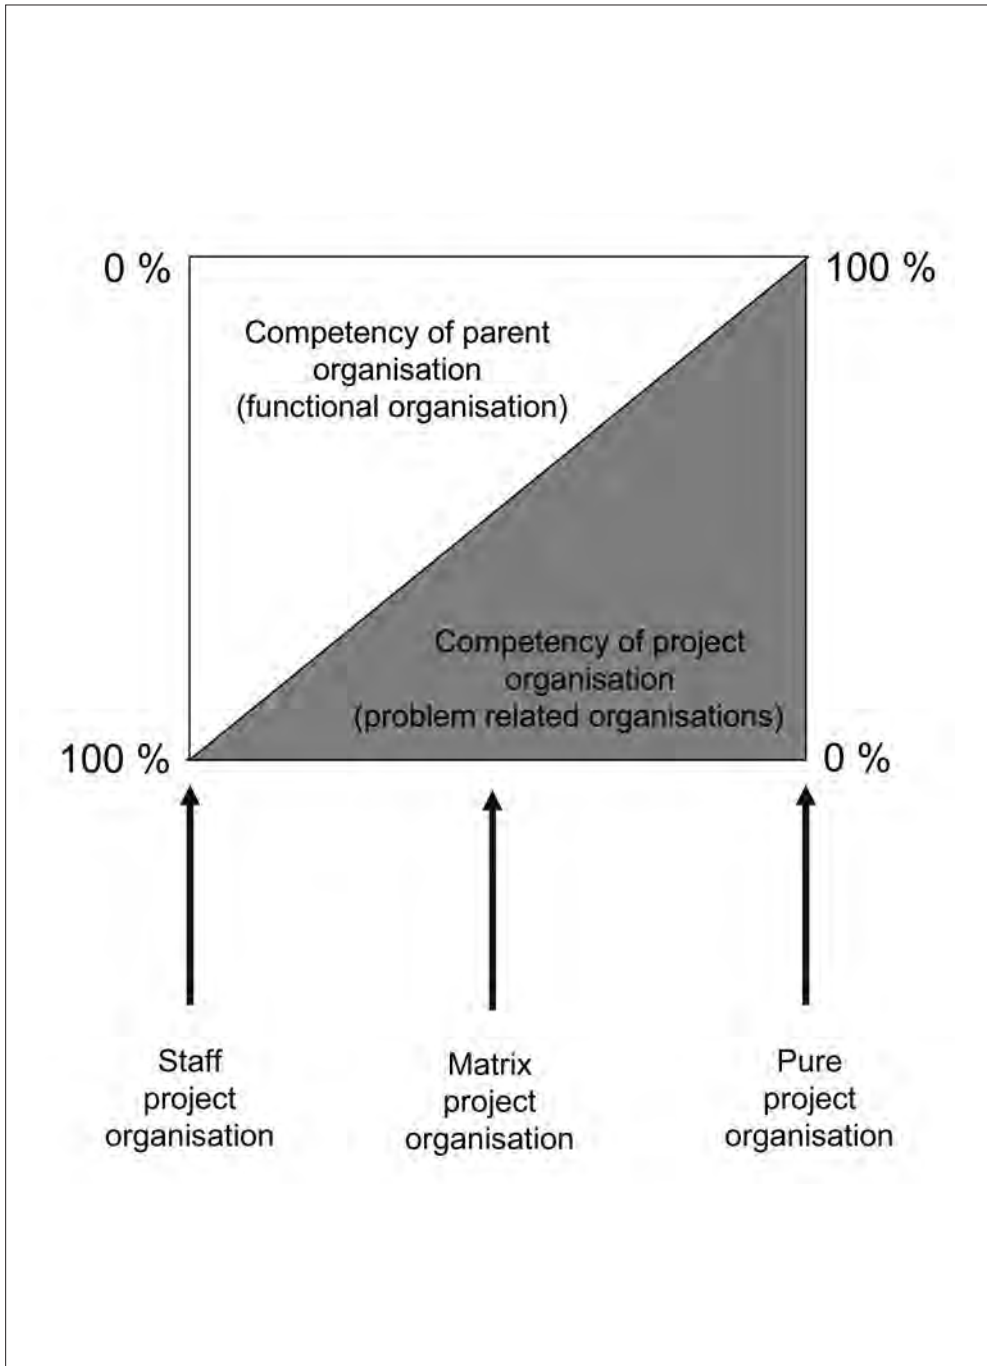 0 %
100 %
Competency of parent
organisation
(functional organisation)
Competency of project
organisation
(problem related organisations)
100 %
0 %
Staff
project
organisation
Matrix
project
organisation
Pure
project
organisation